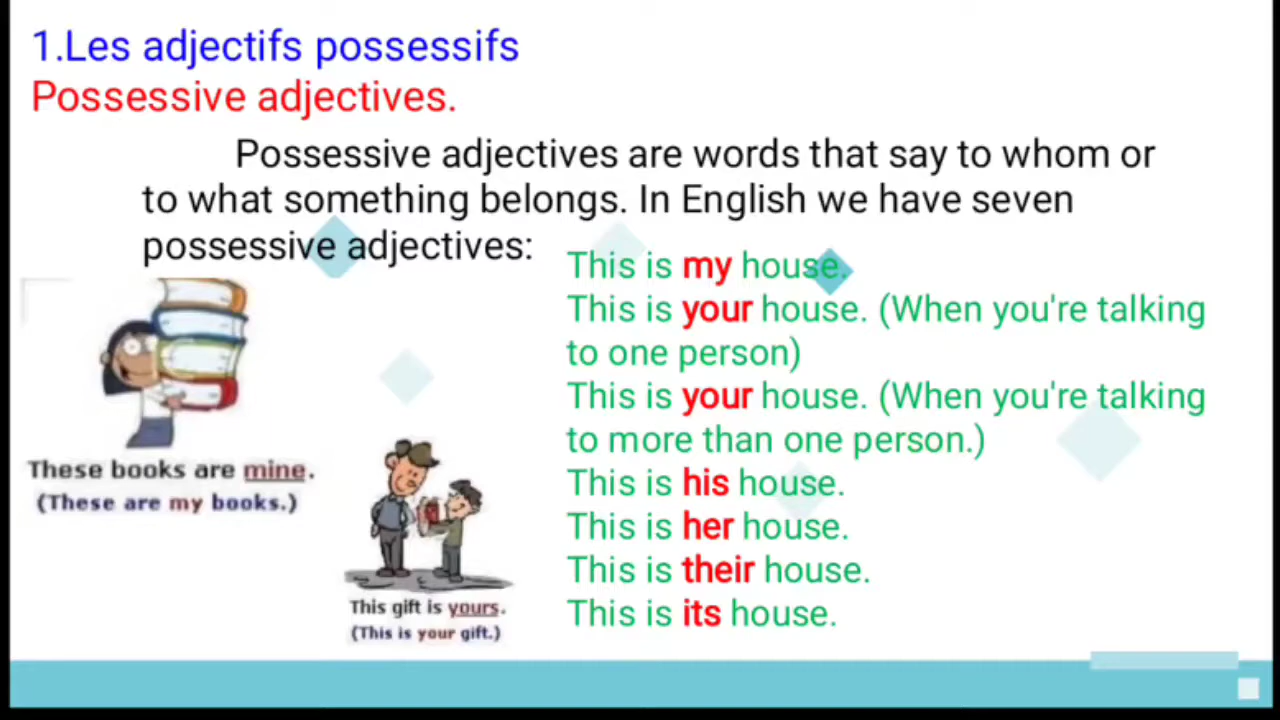 1.Les adjectifs possessifs
Possessive adjectives.
Possessive adjectives are words that say to whom or
to what something belongs. In English we have seven
possessive adjectives:
This is my house.
This is your house. (When you're talking
to one person)
This is your house. (When you're talking
to more than one person.)
This is his house.
This is her house.
This is their house.
This is its house.
These books are mine.
(These are my books.)
This gift is yours.
(This is your gift.)